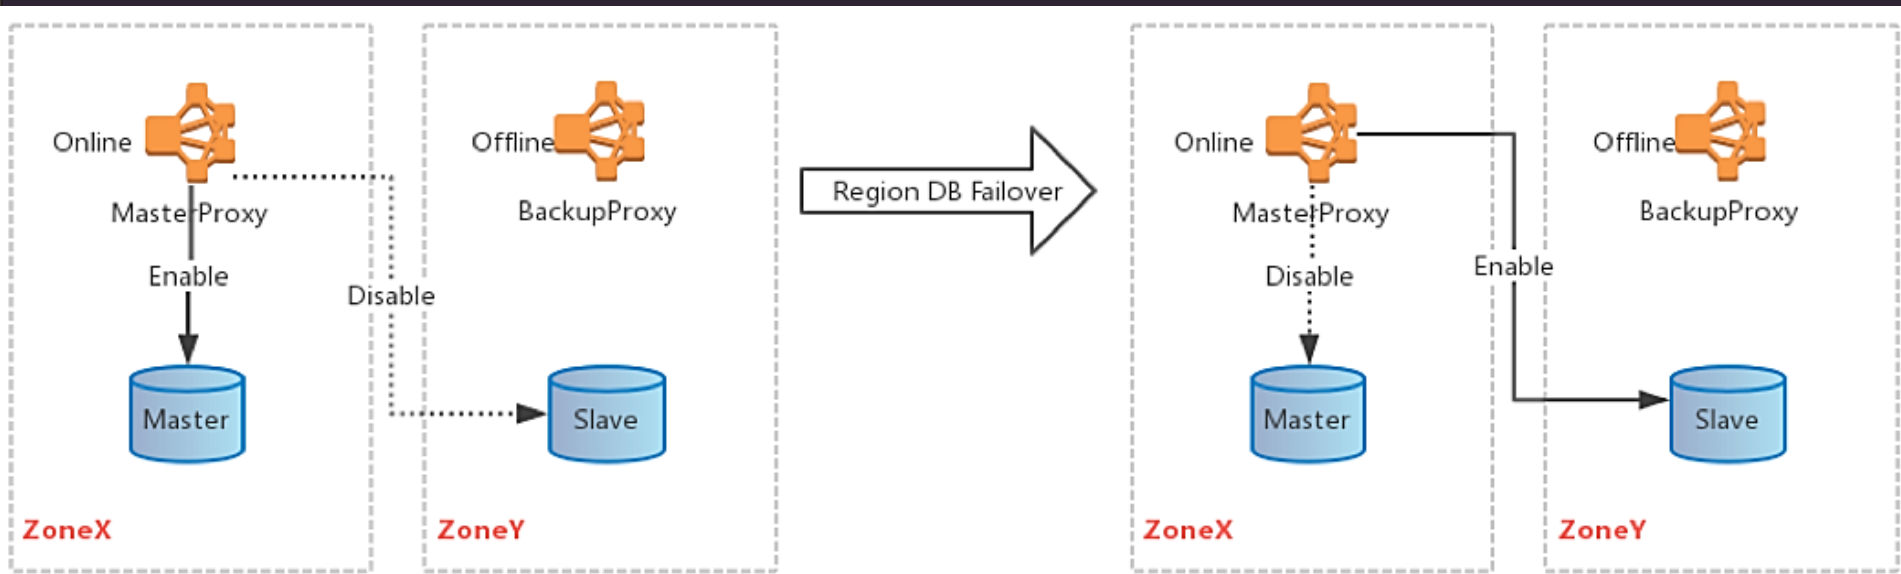 Online
MasterProxy
Enable
Disable
Master
ZoneX
Offline
BackupProxy
Slave
ZoneY
Region DB Failover
Online
MasterProxy
Disable
Enable
Master
ZoneX
Offline
BackupProxy
Slave
ZoneY